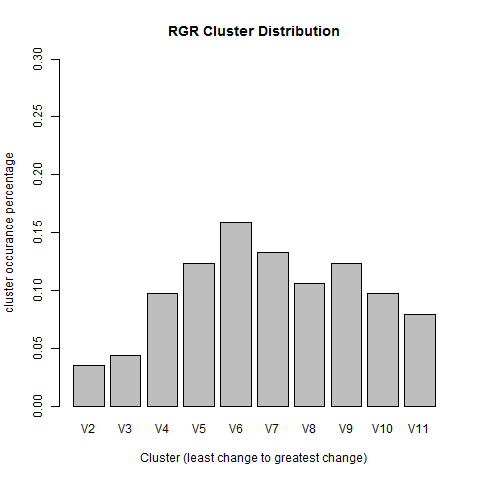 RGR Cluster Distribution
cluster occurance percentage
0.30
0.25
0.20
0.15
0.10
0.05
0.00
V2 V3 V4 V5 V6 V7 V8 V9 V10 V11
Cluster (least change to greatest change)